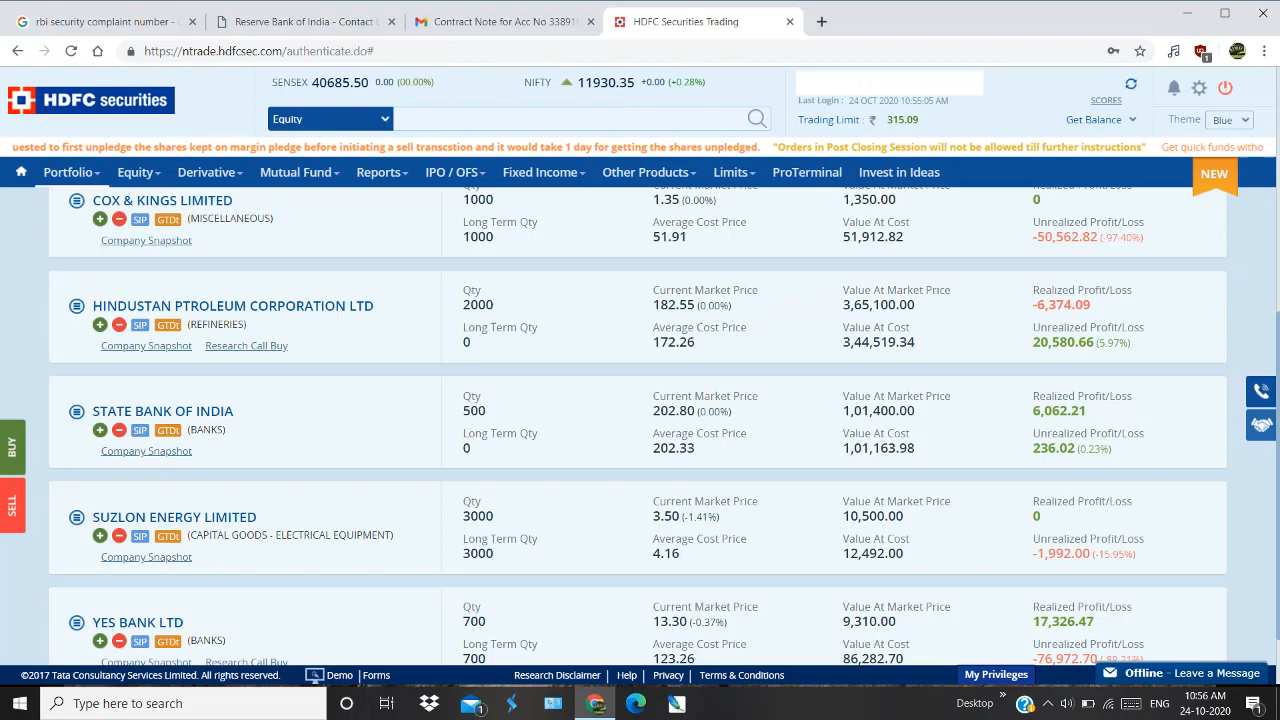 rbi security complaint number -
Reserve Bank of India - Contact
Contract Note for Acc No 33891
HDFC Securities Trading
https://ntrade.hdfcsec.com/authenticate.do#
1
HDFC securities
SENSEX 40685.50 0.00 (00.00%)
NIFTY 11930.35 +0.00 (+0.28%)
Equity
Last Login : 24 OCT 2020 10:55:05 AM
SCORES
Trading Limit : ₹ 315.09
Get Balance
Theme Blue
uested to first unpledge the shares kept on margin pledge before initiating a sell transcstion and it would take 1 day for getting the shares unpledged. "Orders in Post Closing Session will not be allowed till further instructions" Get quick funds witho
Portfolio Equity Derivative Mutual Fund Reports IPO / OFS Fixed Income Other Products Limits ProTerminal Invest in Ideas
NEW
COX & KINGS LIMITED
SIP GTDt (MISCELLANEOUS)
Company Snapshot
Qty
1000 1.35 (0.00%) 1,350.00 0
Long Term Qty Average Cost Price Value At Cost Unrealized Profit/Loss
1000 51.91 51,912.82 -50,562.82 (-97.40%)
HINDUSTAN PTROLEUM CORPORATION LTD
SIP GTDt (REFINERIES)
Company Snapshot Research Call Buy
Qty Current Market Price Value At Market Price Realized Profit/Loss
2000 182.55 (0.00%) 3,65,100.00 -6,374.09
Long Term Qty Average Cost Price Value At Cost Unrealized Profit/Loss
0 172.26 3,44,519.34 20,580.66 (5.97%)
STATE BANK OF INDIA
SIP GTDt (BANKS)
Company Snapshot
Qty Current Market Price Value At Market Price Realized Profit/Loss
500 202.80 (0.00%) 1,01,400.00 6,062.21
Long Term Qty Average Cost Price Value At Cost Unrealized Profit/Loss
0 202.33 1,01,163.98 236.02 (0.23%)
SUZLON ENERGY LIMITED
SIP GTDt (CAPITAL GOODS - ELECTRICAL EQUIPMENT)
Company Snapshot
Qty Current Market Price Value At Market Price Realized Profit/Loss
3000 3.50 (-1.41%) 10,500.00 0
Long Term Qty Average Cost Price Value At Cost Unrealized Profit/Loss
3000 4.16 12,492.00 -1,992.00 (-15.95%)
YES BANK LTD
SIP GTDt (BANKS)
Company Snapshot Research Call Buy
Qty Current Market Price Value At Market Price Realized Profit/Loss
700 13.30 (-0.37%) 9,310.00 17,326.47
Long Term Qty Average Cost Price Value At Cost Unrealized Profit/Loss
700 123.26 86,282.70 -76,972.70 (-89.21%)
BUY
SELL
©2017 Tata Consultancy Services Limited. All rights reserved. Demo | Forms Research Disclaimer | Help | Privacy | Terms & Conditions My Privileges Offline - Leave a Message
Type here to search
1
Desktop
ENG
10:56 AM
24-10-2020